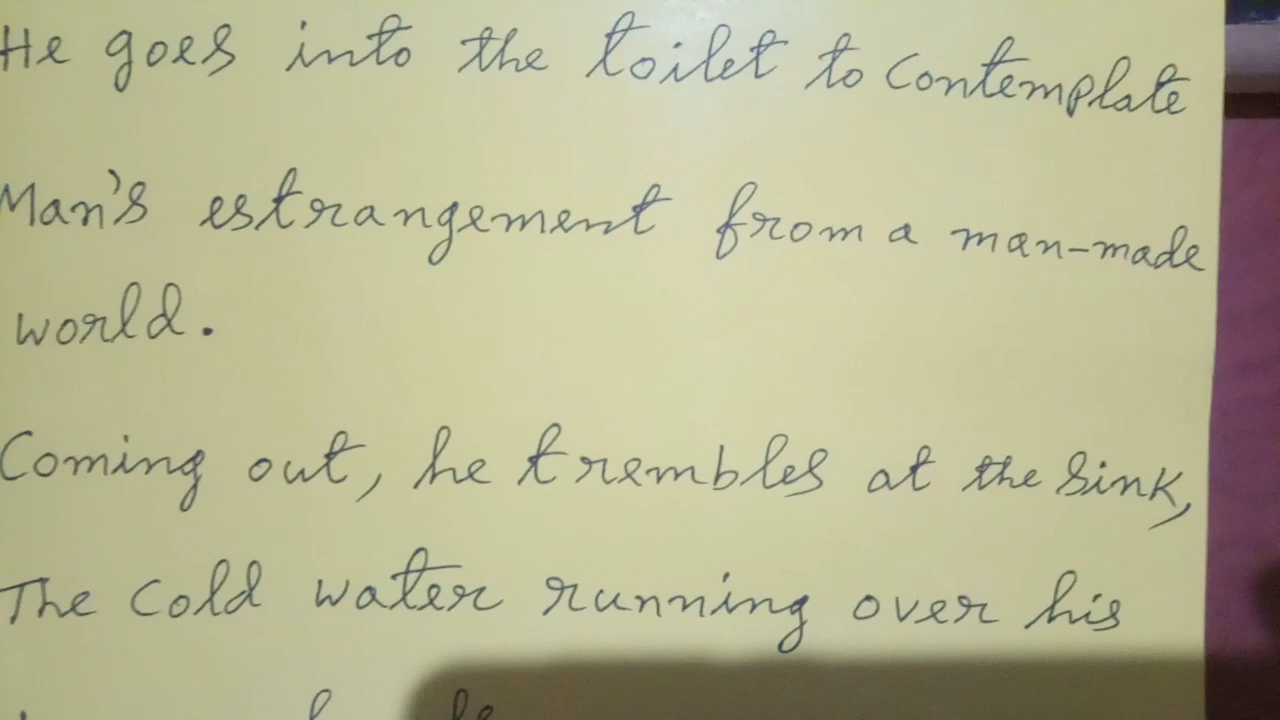 He goes into the toilet to Contemplate
Man's estrangement from a man-made
world.
Coming out, he trembles at the Sink,
The Cold water running over his